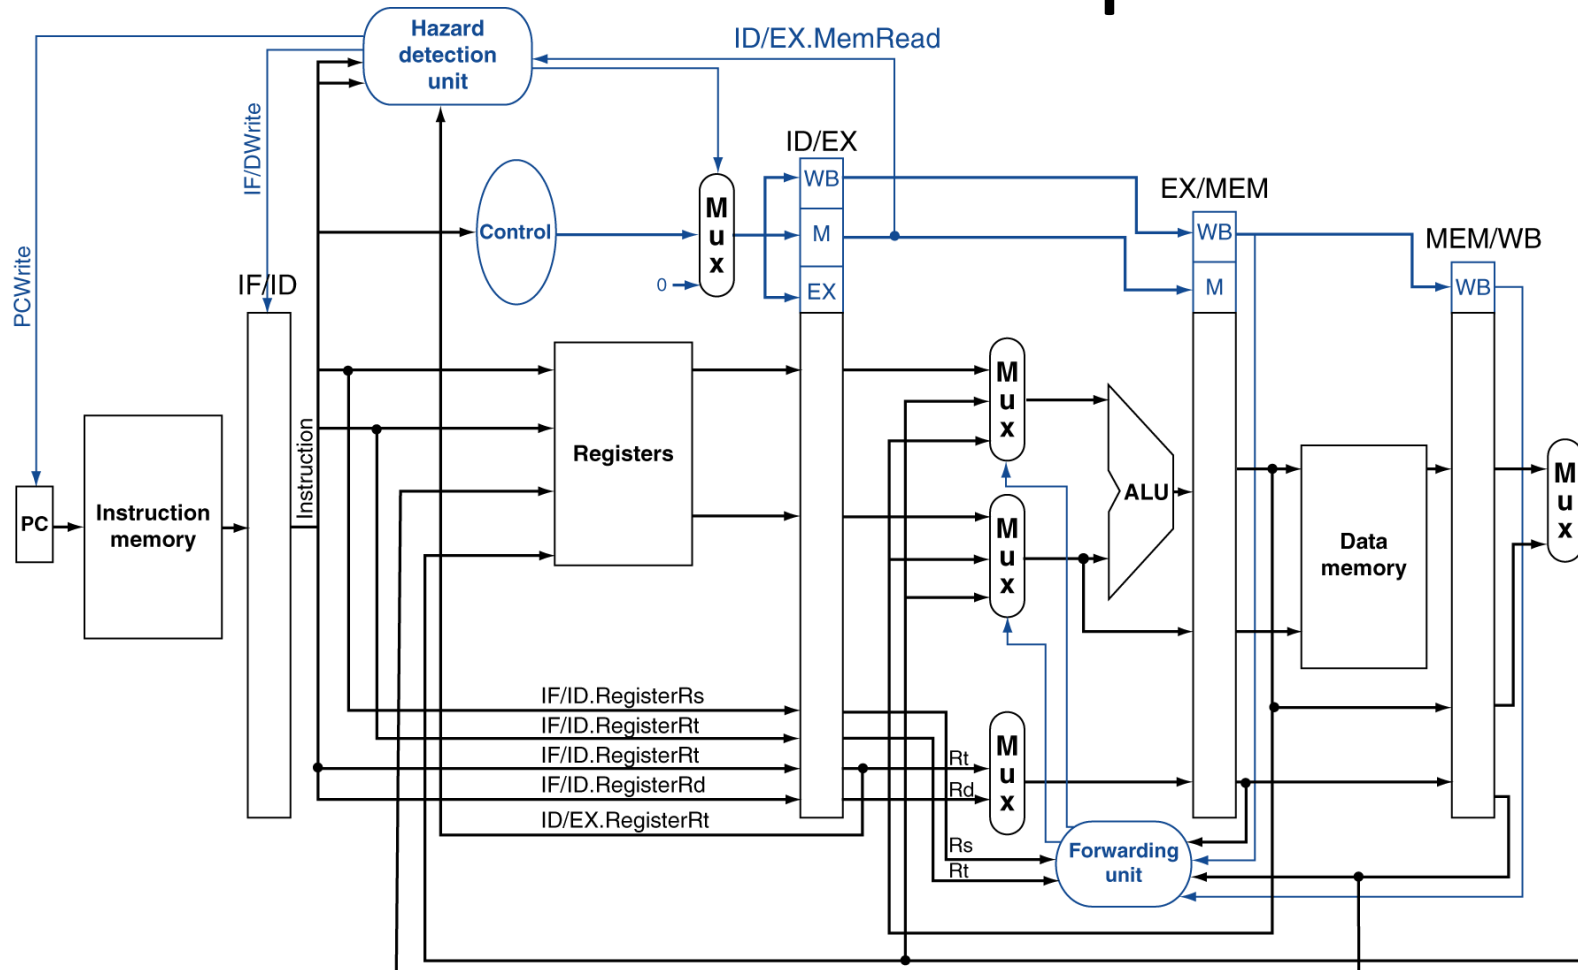 Hazard
detection
unit
ID/EX.MemRead
IF/DWrite
PCWrite
ID/EX
WB
M
EX
Control
M
u
x
0
EX/MEM
WB
M
MEM/WB
WB
IF/ID
Instruction
PC
Instruction
memory
Registers
M
u
x
M
u
x
ALU
Data
memory
M
u
x
IF/ID.RegisterRs
IF/ID.RegisterRt
IF/ID.RegisterRt
IF/ID.RegisterRd
ID/EX.RegisterRt
Rt
Rd
M
u
x
Rs
Rt
Forwarding
unit